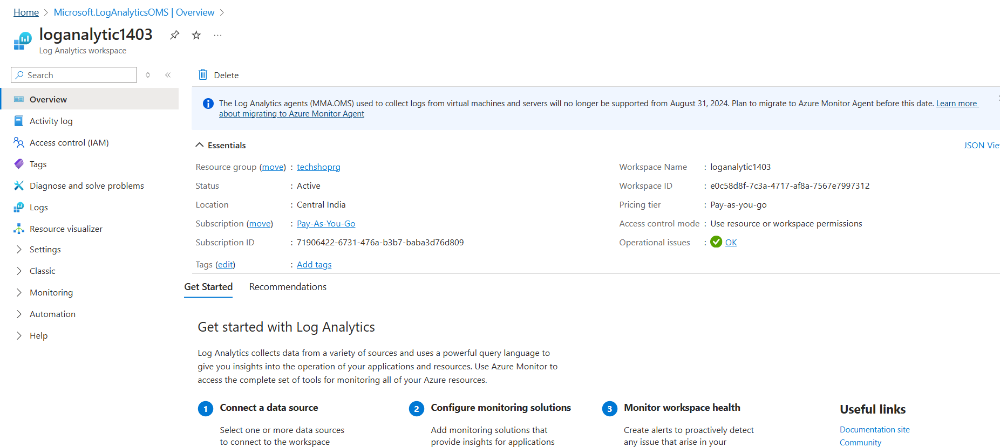 Home > Microsoft.LogAnalyticsOMS | Overview >
loganalytic1403
Log Analytics workspace
Search
Overview
Activity log
Access control (IAM)
Tags
Diagnose and solve problems
Logs
Resource visualizer
Settings
Classic
Monitoring
Automation
Help
Delete
The Log Analytics agents (MMA.OMS) used to collect logs from virtual machines and servers will no longer be supported from August 31, 2024. Plan to migrate to Azure Monitor Agent before this date. Learn more
about migrating to Azure Monitor Agent
Essentials
JSON Vie
Resource group (move) : techshoprg
Status : Active
Location : Central India
Subscription (move) : Pay-As-You-Go
Subscription ID : 71906422-6731-476a-b3b7-baba3d76d809
Tags (edit) : Add tags
Workspace Name : loganalytic1403
Workspace ID : e0c58d8f-7c3a-4717-af8a-7567e7997312
Pricing tier : Pay-as-you-go
Access control mode : Use resource or workspace permissions
Operational issues : OK
Get Started Recommendations
Get started with Log Analytics
Log Analytics collects data from a variety of sources and uses a powerful query language to
give you insights into the operation of your applications and resources. Use Azure Monitor to
access the complete set of tools for monitoring all of your Azure resources.
1 Connect a data source
Select one or more data sources
to connect to the workspace
2 Configure monitoring solutions
Add monitoring solutions that
provide insights for applications
3 Monitor workspace health
Create alerts to proactively detect
any issue that arise in your
Useful links
Documentation site
Community